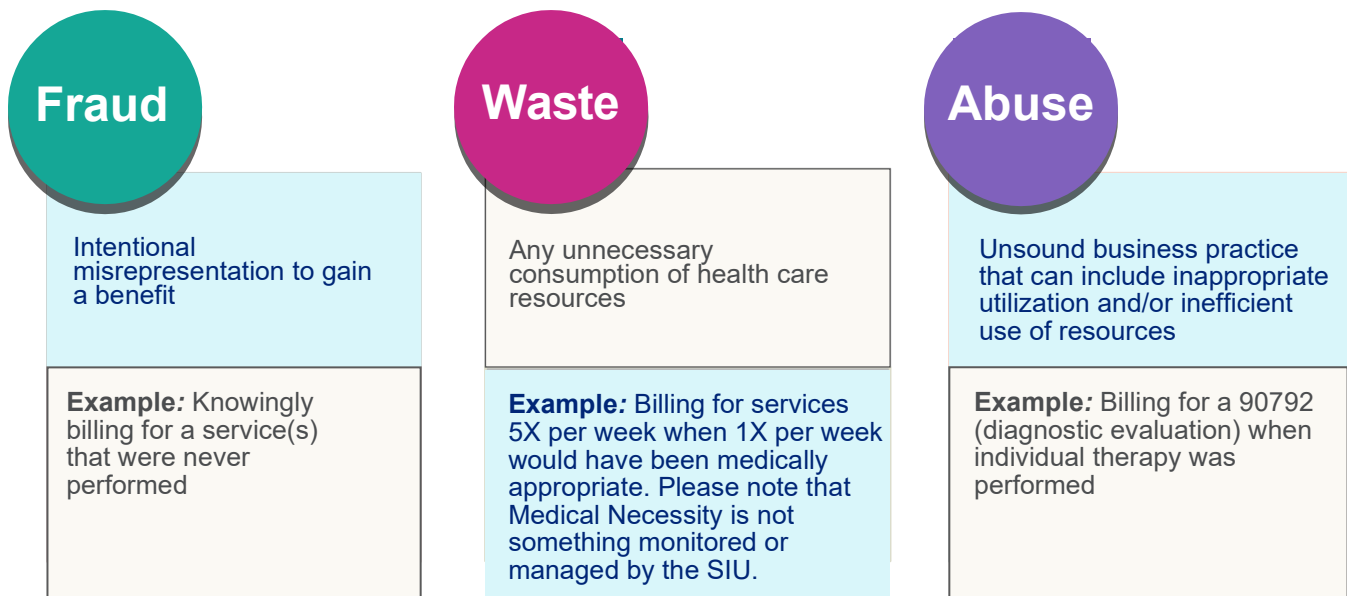 Fraud
Intentional
misrepresentation to gain
a benefit
Example: Knowingly
billing for a service(s)
that were never
performed
Waste
Any unnecessary
consumption of health care
resources
Example: Billing for services
5X per week when 1X per week
would have been medically
appropriate. Please note that
Medical Necessity is not
something monitored or
managed by the SIU.
Abuse
Unsound business practice
that can include inappropriate
utilization and/or inefficient
use of resources
Example: Billing for a 90792
(diagnostic evaluation) when
individual therapy was
performed